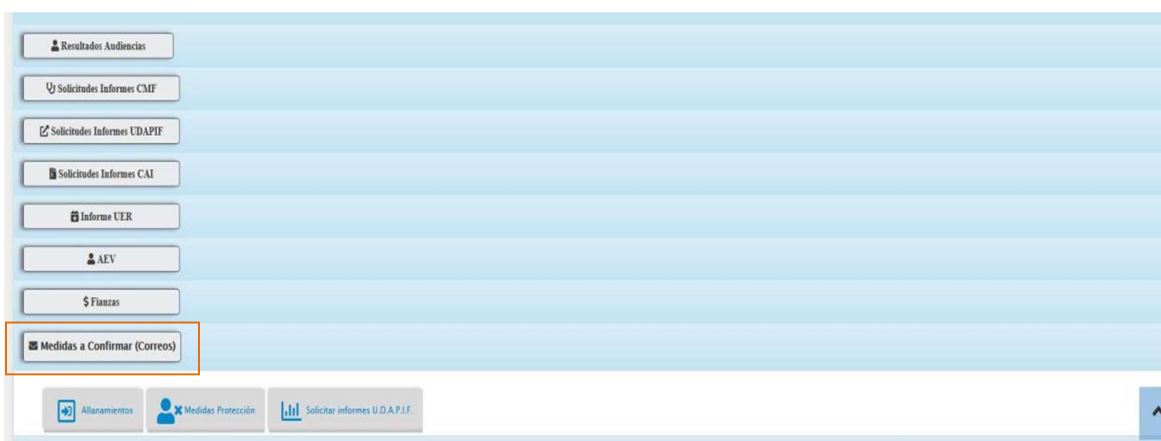 Resultados Audiencias
Solicitudes Informes CMF
Solicitudes Informes UDAPIF
Solicitudes Informes CAI
Informe UER
AEV
$ Fianzas
Medidas a Confirmar (Correos)
Allanamientos Medidas Protección Solicitar informes U.D.A.P.I.F.